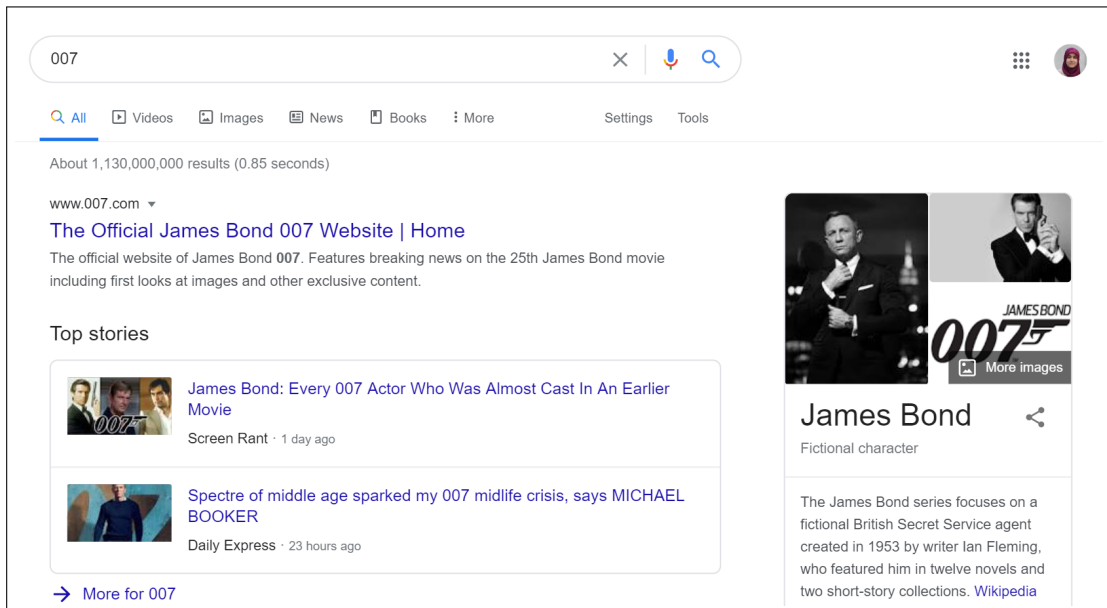 007
All
Videos
Images
News
Books
More
Settings
Tools
About 1,130,000,000 results (0.85 seconds)
www.007.com
The Official James Bond 007 Website | Home
The official website of James Bond 007. Features breaking news on the 25th James Bond movie
including first looks at images and other exclusive content.
Top stories
007
James Bond: Every 007 Actor Who Was Almost Cast In An Earlier
Movie
Screen Rant · 1 day ago
Spectre of middle age sparked my 007 midlife crisis, says MICHAEL
BOOKER
Daily Express · 23 hours ago
More for 007
JAMES BOND
007
More images
James Bond
Fictional character
The James Bond series focuses on a
fictional British Secret Service agent
created in 1953 by writer Ian Fleming,
who featured him in twelve novels and
two short-story collections. Wikipedia